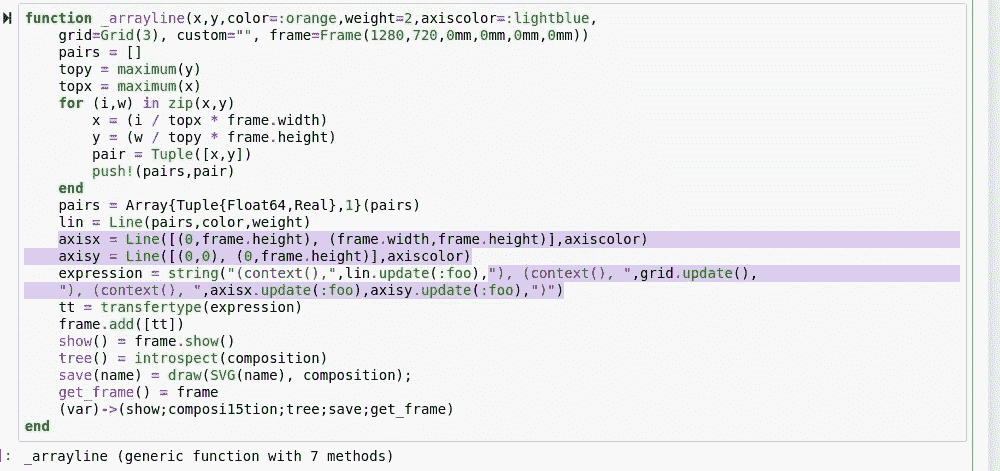 function _arrayline(x,y,color=:orange,weight=2,axiscolor=:lightblue,
    grid=Grid(3), custom="", frame=Frame(1280,720,0mm,0mm,0mm,0mm))
    pairs = []
    topy = maximum(y)
    topx = maximum(x)
    for (i,w) in zip(x,y)
        x = (i / topx * frame.width)
        y = (w / topy * frame.height)
        pair = Tuple([x,y])
        push!(pairs,pair)
    end
    pairs = Array{Tuple{Float64,Real},1}(pairs)
    lin = Line(pairs,color,weight)
    axisx = Line([(0,frame.height), (frame.width,frame.height)],axiscolor)
    axisy = Line([(0,0), (0,frame.height)],axiscolor)
    expression = string("(context(),",lin.update(:foo),"), (context(), ",grid.update(),
    "), (context(), ",axisx.update(:foo),axisy.update(:foo),")")
    tt = transfertype(expression)
    frame.add([tt])
    show() = frame.show()
    tree() = introspect(composition)
    save(name) = draw(SVG(name), composition);
    get_frame() = frame
    (var)->(show;composi15tion;tree;save;get_frame)
end
]: _arrayline (generic function with 7 methods)